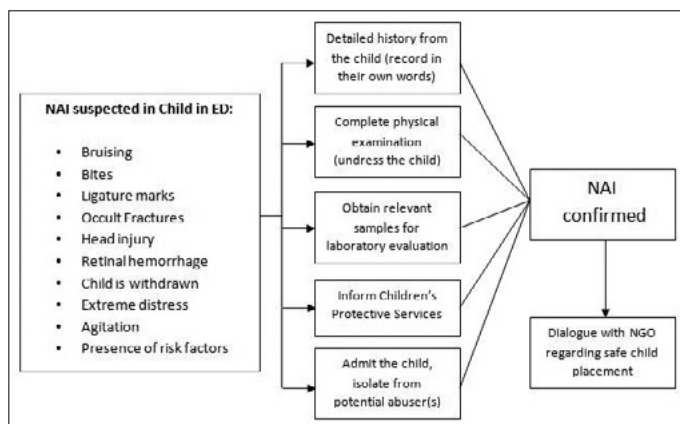 NAI suspected in Child in ED:
• Bruising
• Bites
• Ligature marks
• Occult Fractures
• Head injury
• Retinal hemorrhage
• Child is withdrawn
• Extreme distress
• Agitation
• Presence of risk factors
Detailed history from
the child (record in
their own words)
Complete physical
examination
(undress the child)
Obtain relevant
samples for
laboratory evaluation
Inform Children's
Protective Services
Admit the child,
isolate from
potential abuser(s)
NAI
confirmed
Dialogue with NGO
regarding safe child
placement